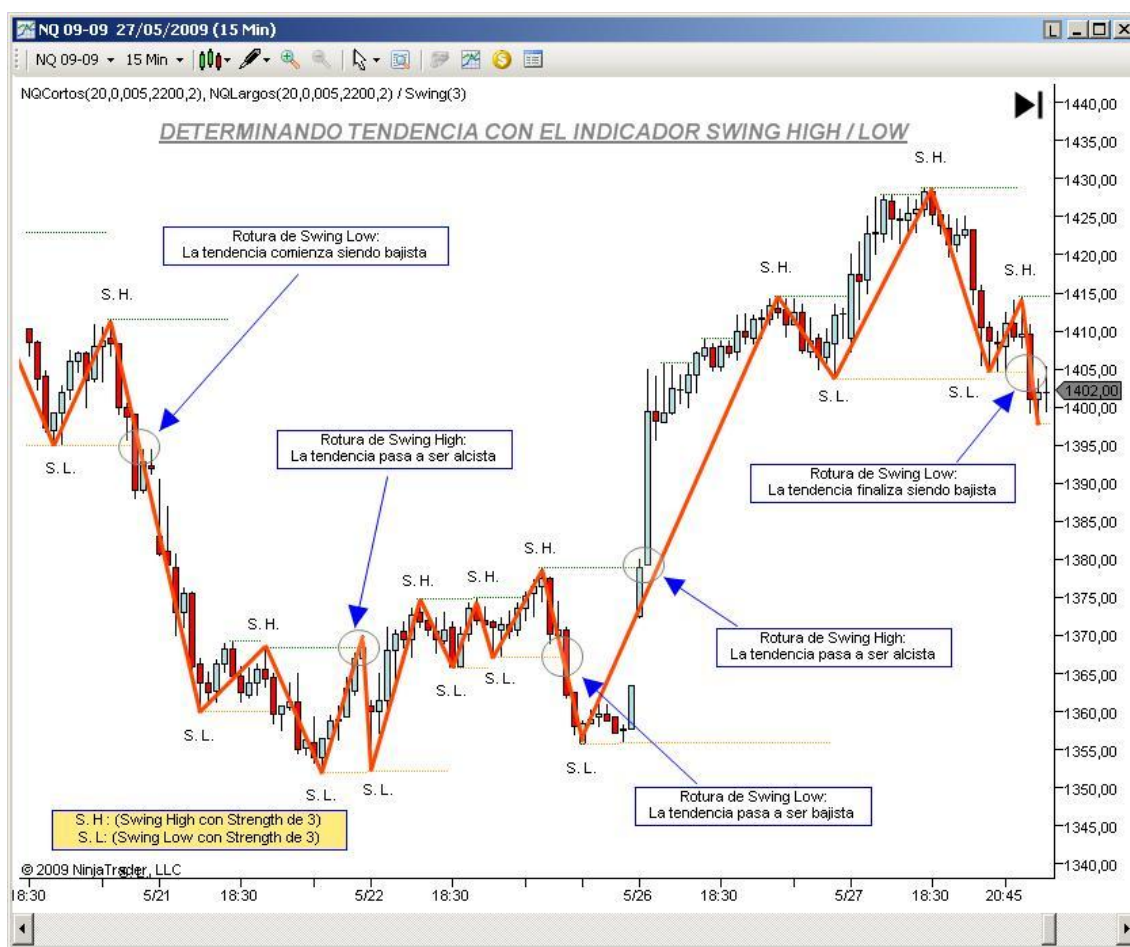 NQ 09-09 27/05/2009 (15 Min)
L
NQ 09-09 15 Min
NQCortos(20,0,005,2200,2), NQLargos(20,0,005,2200,2) / Swing(3)
DETERMINANDO TENDENCIA CON EL INDICADOR SWING HIGH / LOW
1440,00
1435,00
1430,00
1425,00
1420,00
1415,00
1410,00
1405,00
1402,00
1400,00
1395,00
1390,00
1385,00
1380,00
1375,00
1370,00
1365,00
1360,00
1355,00
1350,00
1345,00
1340,00
S. H.
Rotura de Swing Low:
La tendencia comienza siendo bajista
S. H.
S. H.
S. H.
S. L.
S. L.
Rotura de Swing High:
La tendencia pasa a ser alcista
S. L.
Rotura de Swing Low:
La tendencia finaliza siendo bajista
S. H.
S. H.
S. H.
S. H.
Rotura de Swing High:
La tendencia pasa a ser alcista
S. L.
S. L.
S. L.
S. L.
S. L.
S. L.
S. L.
Rotura de Swing Low:
La tendencia pasa a ser bajista
S. H : (Swing High con Strength de 3)
S. L: (Swing Low con Strength de 3)
© 2009 NinjaTrader, LLC
18:30
5/21
18:30
5/22
18:30
5/26
18:30
5/27
18:30
20:45